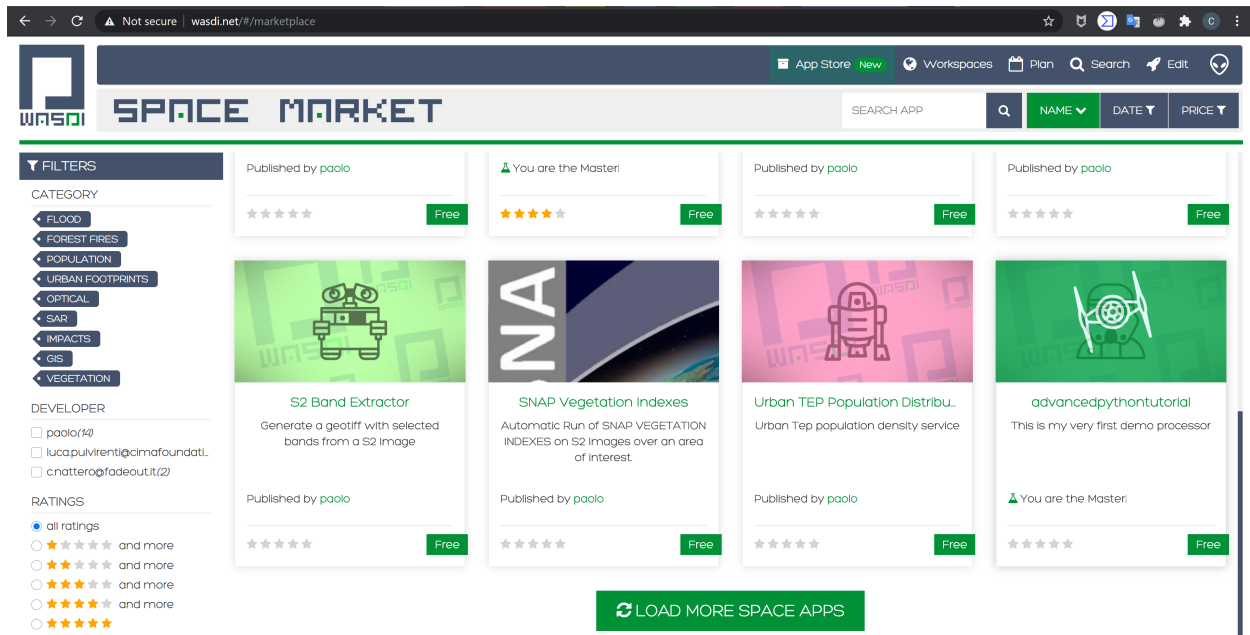 Not secure | wasdi.net/#/marketplace
C
App Store New Workspaces Plan Search Edit
WASDI
SPACE MARKET
SEARCH APP
NAME DATE PRICE
FILTERS
CATEGORY
FLOOD
FOREST FIRES
POPULATION
URBAN FOOTPRINTS
OPTICAL
SAR
IMPACTS
GIS
VEGETATION
DEVELOPER
paolo(14)
luca.pulvirenti@cimafoundati...
c.nattero@fadeout.it(2)
RATINGS
all ratings
and more
and more
and more
and more
Published by paolo
You are the Master!
Published by paolo
Published by paolo
Free
Free
Free
Free
WASDI
S2 Band Extractor
Generate a geotiff with selected
bands from a S2 Image
Published by paolo
Free
SNA
SNAP Vegetation Indexes
Automatic Run of SNAP VEGETATION
INDEXES on S2 Images over an area
of interest.
Published by paolo
Free
WASDI
Urban TEP Population Distribu...
Urban Tep population density service
Published by paolo
Free
advancedpythontutorial
This is my very first demo processor
You are the Master!
Free
LOAD MORE SPACE APPS